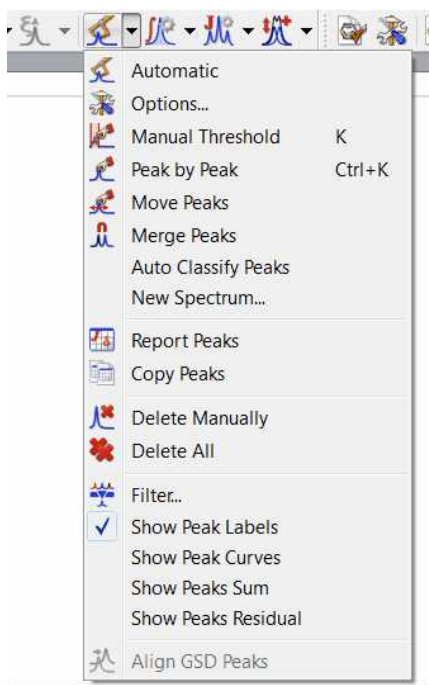 Automatic
Options...
Manual Threshold K
Peak by Peak Ctrl+K
Move Peaks
Merge Peaks
Auto Classify Peaks
New Spectrum...
Report Peaks
Copy Peaks
Delete Manually
Delete All
Filter...
Show Peak Labels
Show Peak Curves
Show Peaks Sum
Show Peaks Residual
Align GSD Peaks